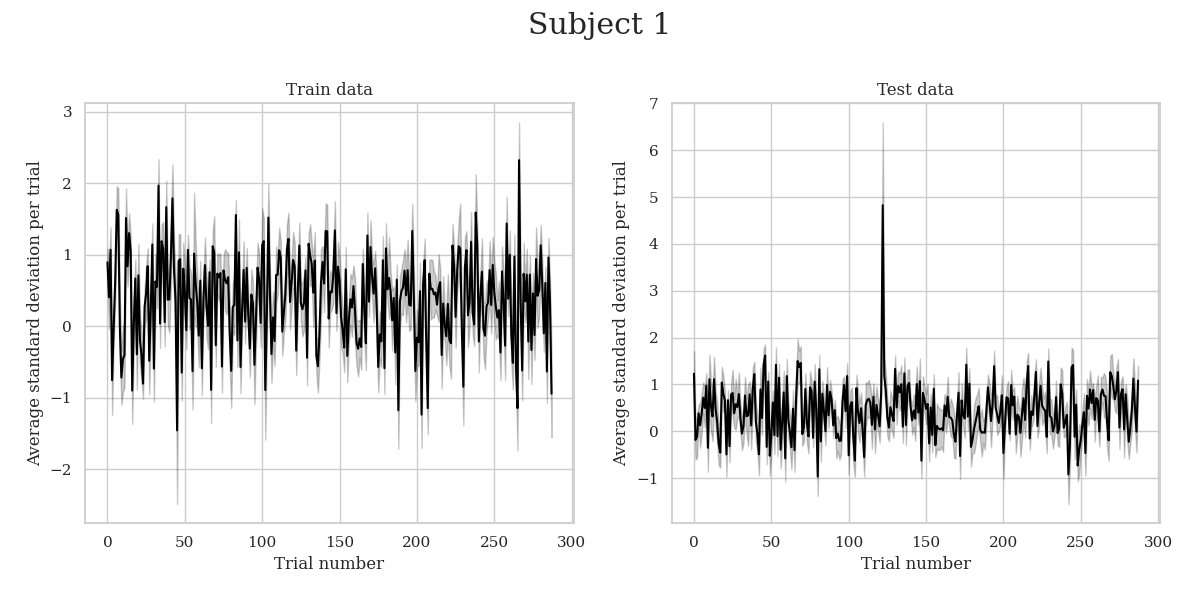 Subject 1
Train data
Average standard deviation per trial
3
2
1
0
−1
−2
0 50 100 150 200 250 300
Trial number
Test data
Average standard deviation per trial
7
6
5
4
3
2
1
0
−1
0 50 100 150 200 250 300
Trial number